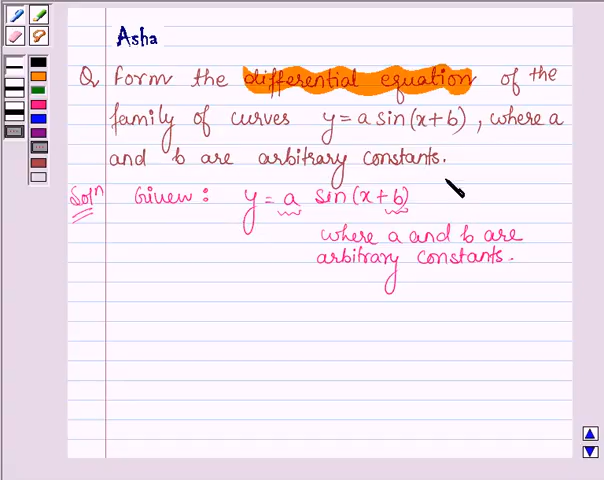 Asha
Q Form the differential equation of the
family of curves y = a sin(x+b), where a
and b are arbitrary constants.
Solⁿ Given : y = a sin(x+b)
where a and b are
arbitrary constants.